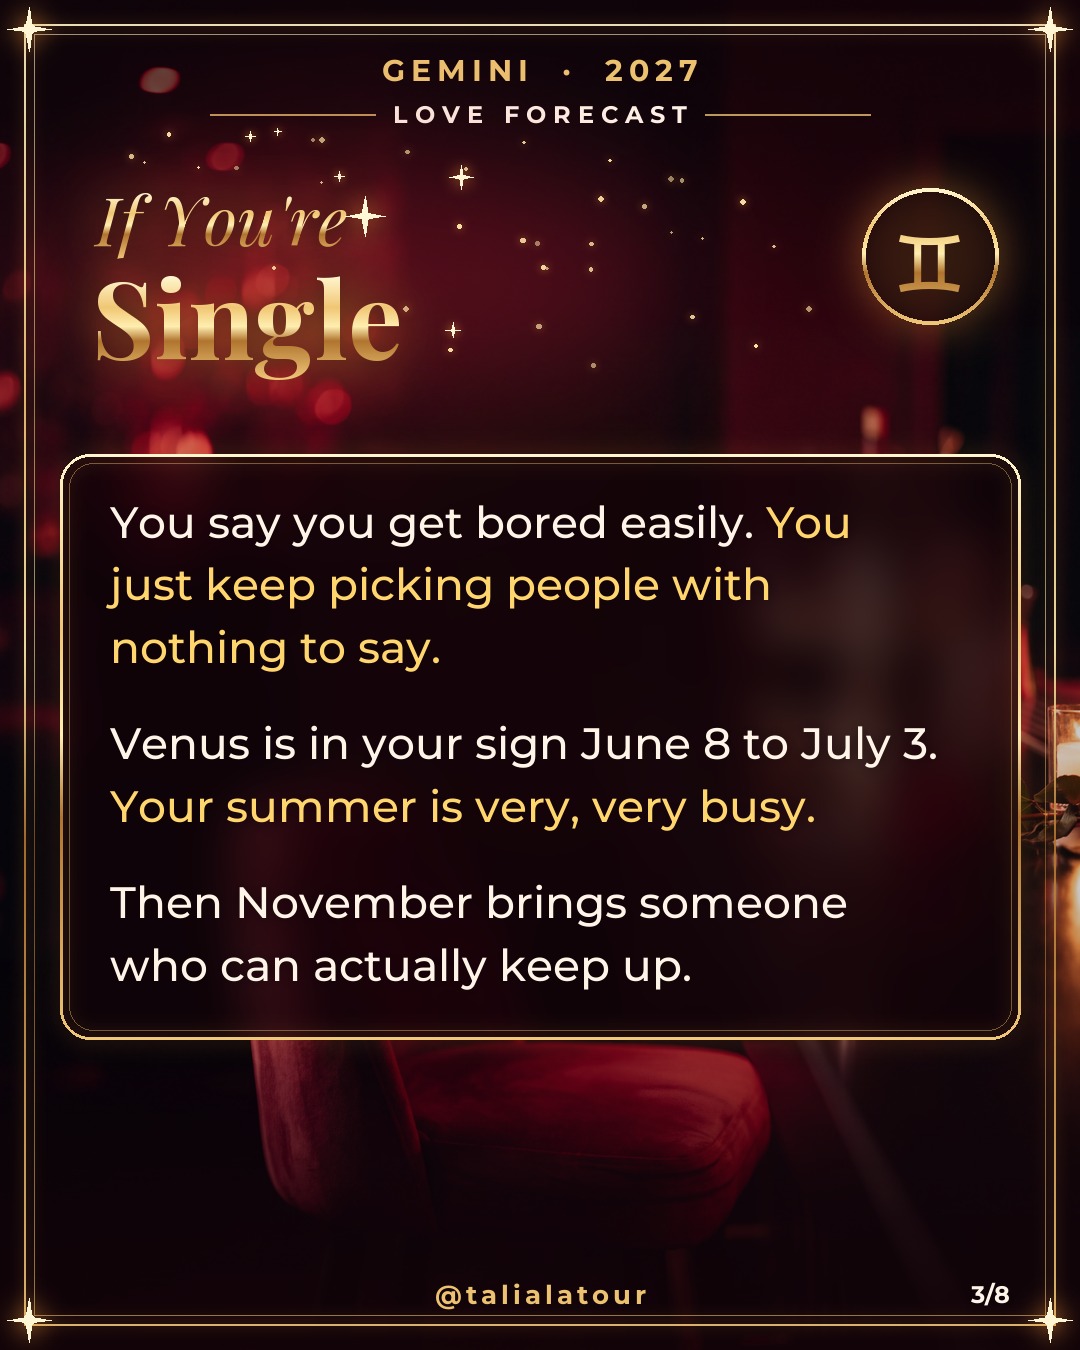 GEMINI · 2027
LOVE FORECAST
If You're
Single
♊
You say you get bored easily. You
just keep picking people with
nothing to say.
Venus is in your sign June 8 to July 3.
Your summer is very, very busy.
Then November brings someone
who can actually keep up.
@talialatour
3/8